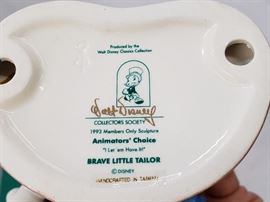 Produced by the
Walt Disney Classics Collection
Walt Disney
COLLECTORS SOCIETY
1993 Members Only Sculpture
Animators' Choice
"I Let 'em Have It!"
BRAVE LITTLE TAILOR
© DISNEY
HANDCRAFTED IN TAIWAN